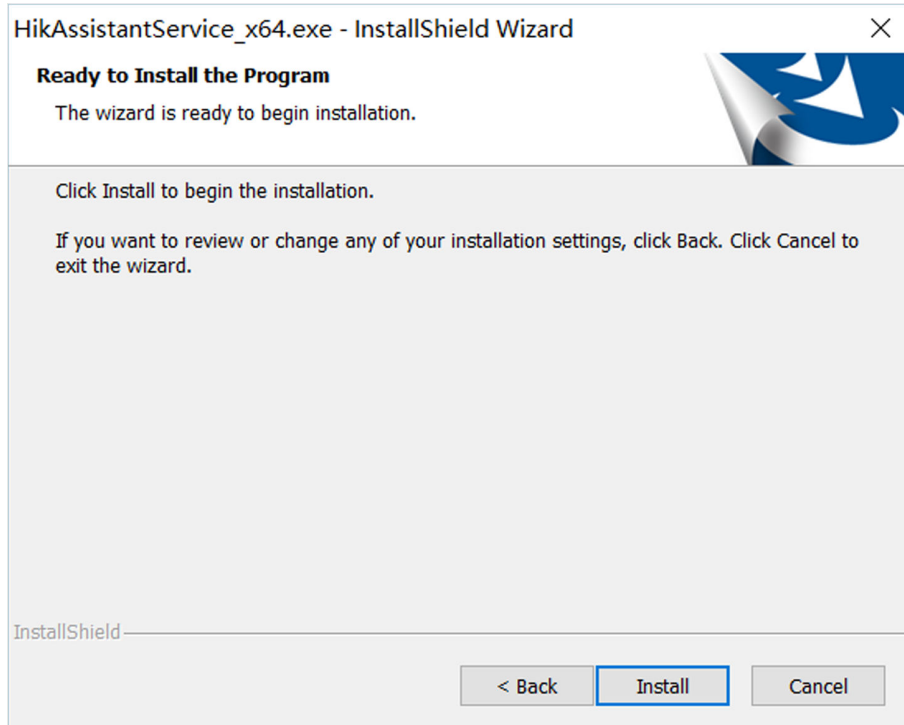 HikAssistantService_x64.exe - InstallShield Wizard
Ready to Install the Program
The wizard is ready to begin installation.
Click Install to begin the installation.
If you want to review or change any of your installation settings, click Back. Click Cancel to
exit the wizard.
InstallShield
< Back
Install
Cancel